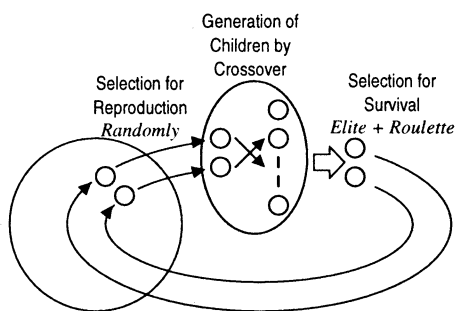 Generation of
Children by
Crossover
Selection for
Reproduction
Randomly
Selection for
Survival
Elite + Roulette